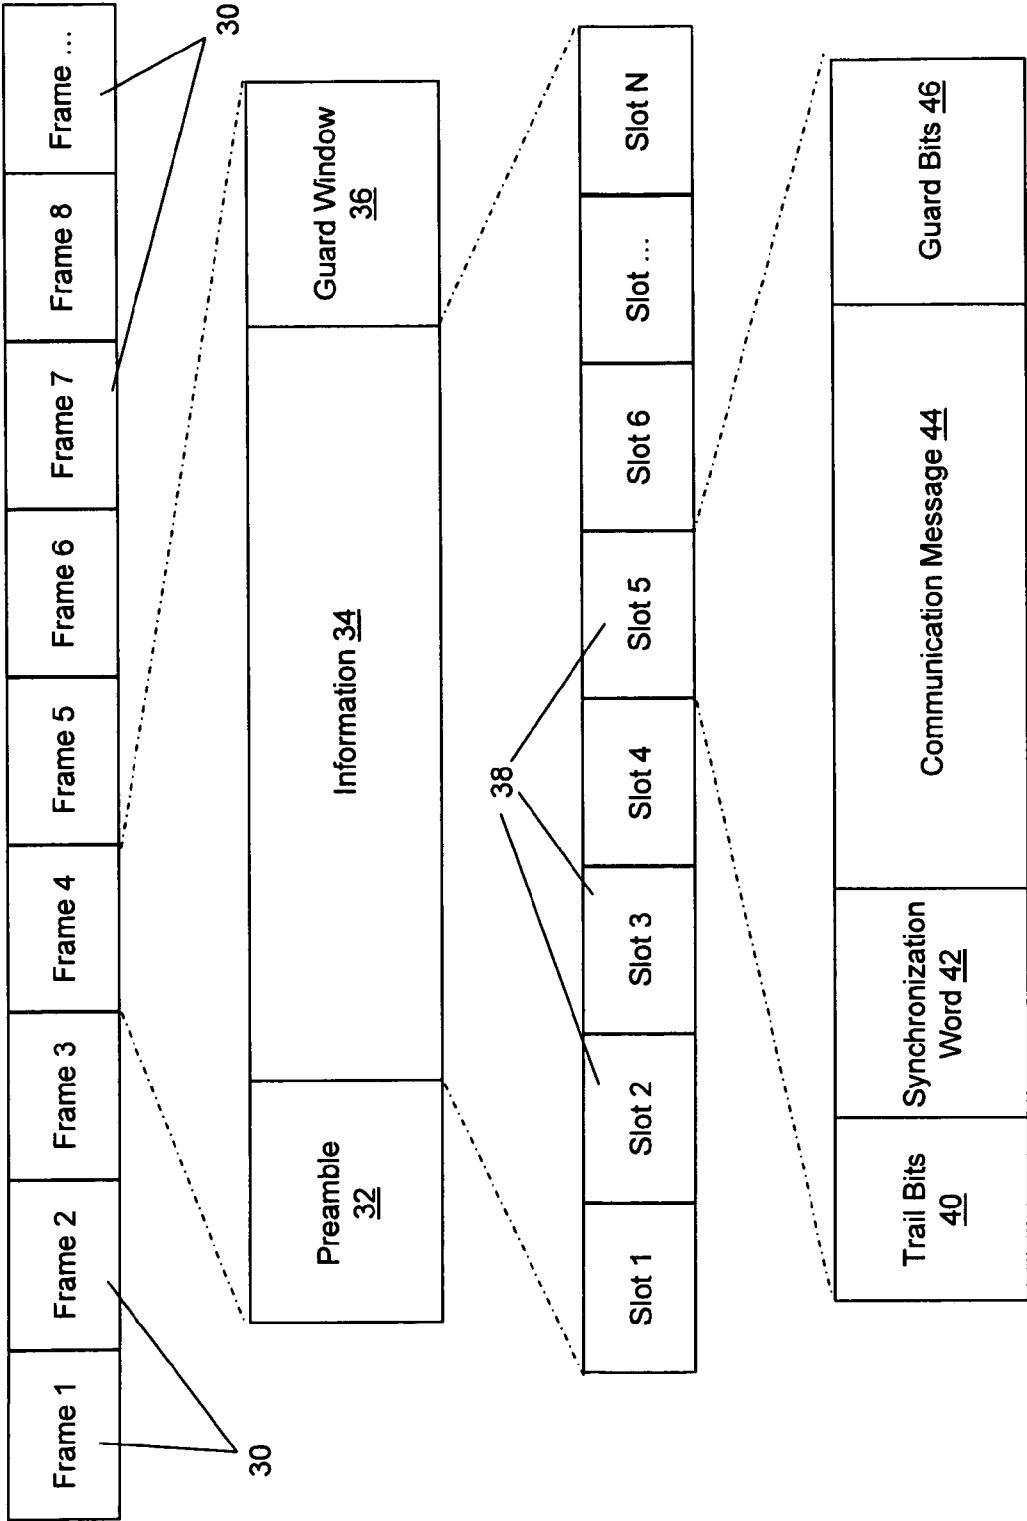 Frame 1
Frame 2
Frame 3
Frame 4
Frame 5
Frame 6
Frame 7
Frame 8
Frame ...
30
30
Preamble
32
Information 34
Guard Window
36
38
Slot 1
Slot 2
Slot 3
Slot 4
Slot 5
Slot 6
Slot ...
Slot N
Trail Bits
40
Synchronization
Word 42
Communication Message 44
Guard Bits 46